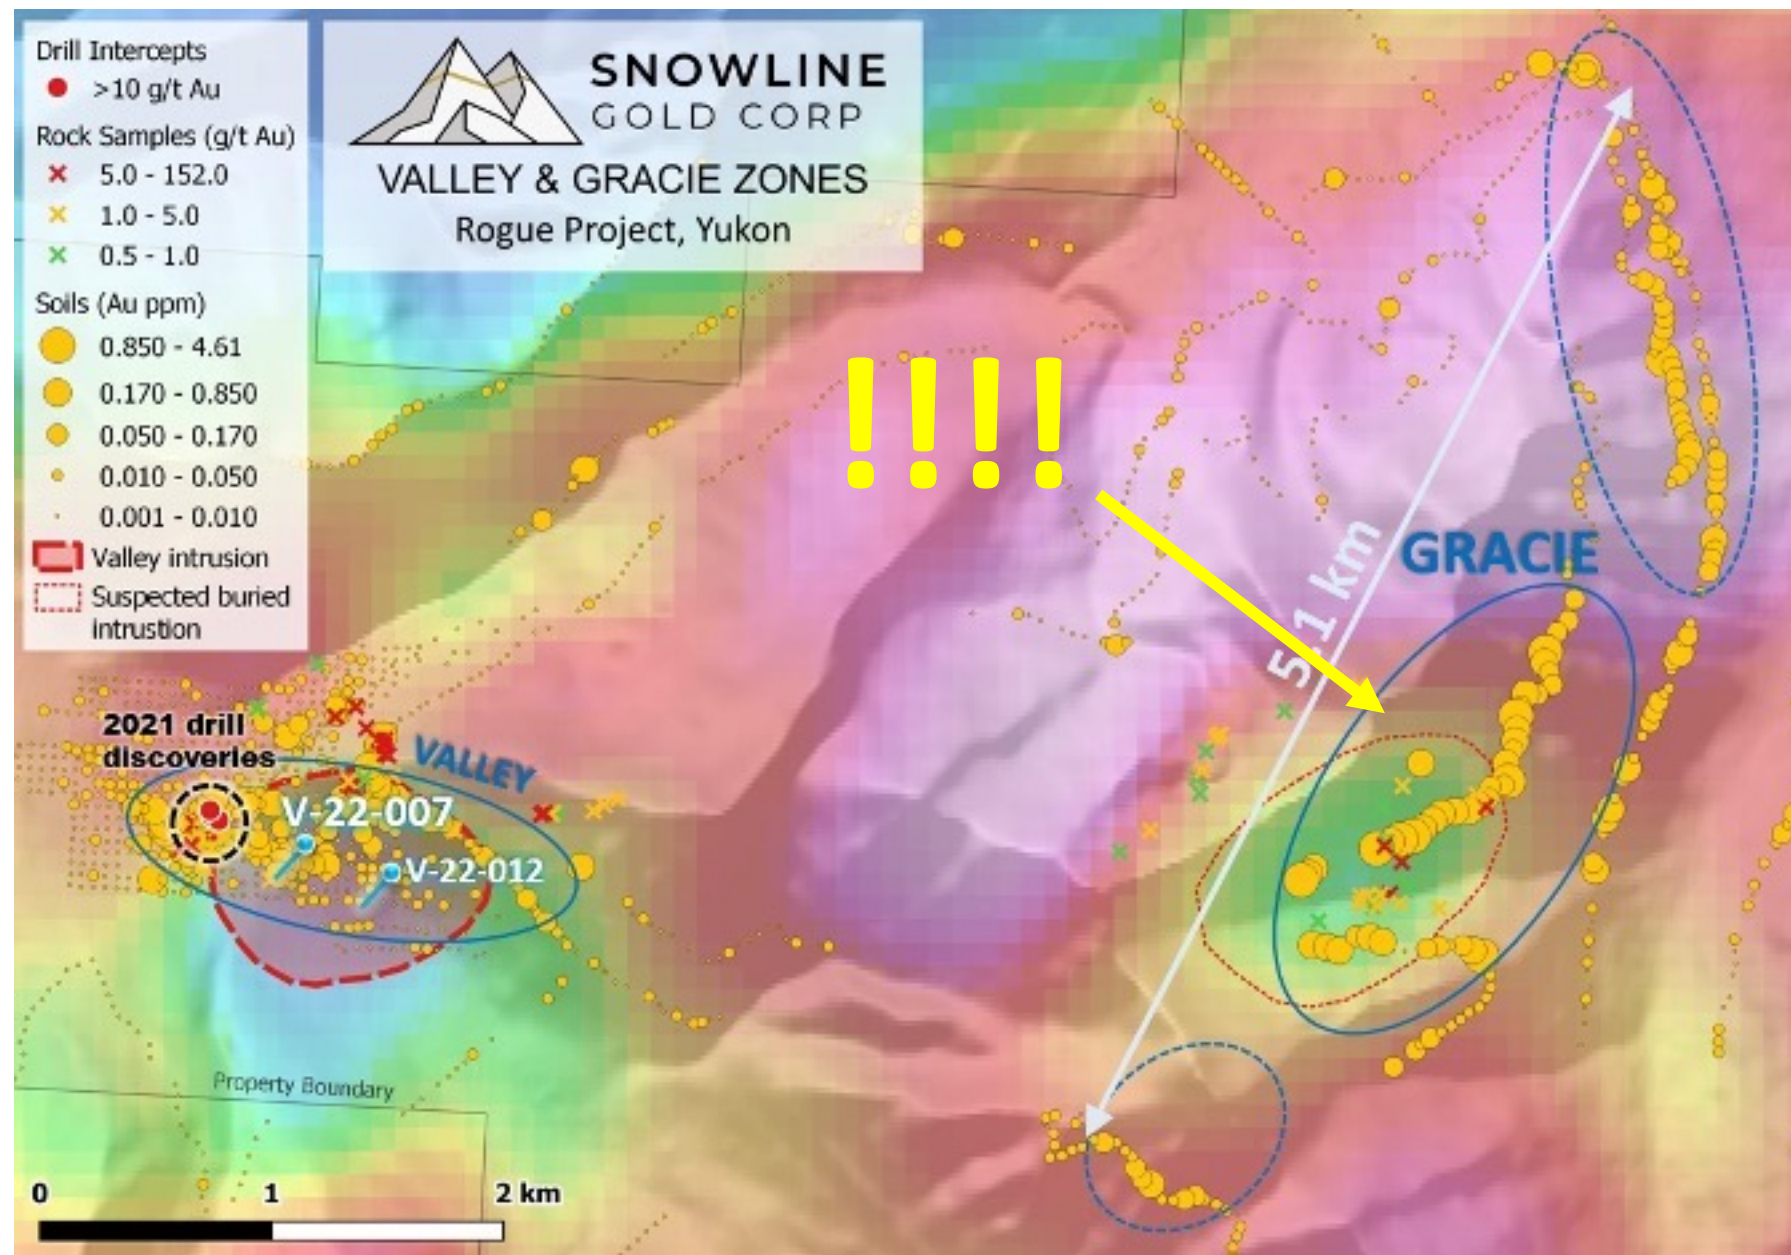 Drill Intercepts
>10 g/t Au
Rock Samples (g/t Au)
5.0 - 152.0
1.0 - 5.0
0.5 - 1.0
Soils (Au ppm)
0.850 - 4.61
0.170 - 0.850
0.050 - 0.170
0.010 - 0.050
0.001 - 0.010
Valley intrusion
Suspected buried
intrustion
SNOWLINE
GOLD CORP
VALLEY & GRACIE ZONES
Rogue Project, Yukon
!!!!
GRACIE
5.1 km
2021 drill
discoveries
VALLEY
V-22-007
V-22-012
Property Boundary
0 1 2 km